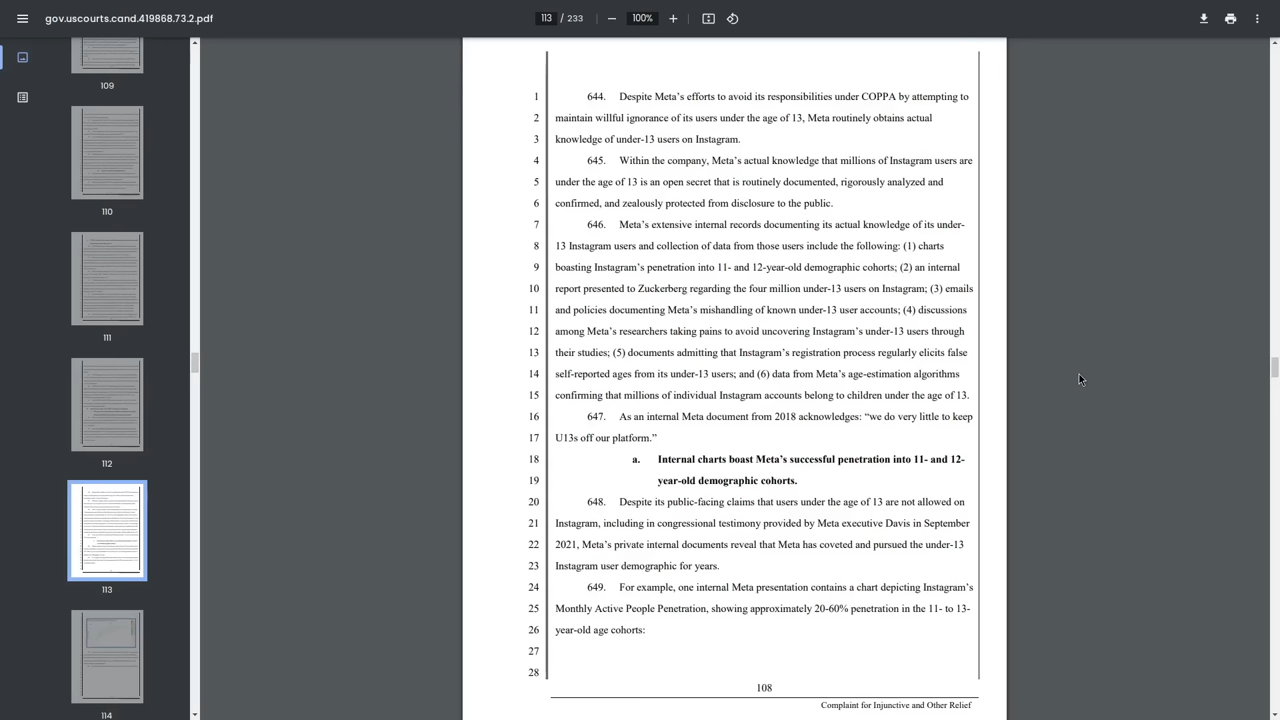 gov.uscourts.cand.419868.73.2.pdf
113 / 233
100%
109
110
111
112
113
114
1 644. Despite Meta’s efforts to avoid its responsibilities under COPPA by attempting to
2 maintain willful ignorance of its users under the age of 13, Meta routinely obtains actual
3 knowledge of under-13 users on Instagram.
4 645. Within the company, Meta’s actual knowledge that millions of Instagram users are
5 under the age of 13 is an open secret that is routinely documented, rigorously analyzed and
6 confirmed, and zealously protected from disclosure to the public.
7 646. Meta’s extensive internal records documenting its actual knowledge of its under-
8 13 Instagram users and collection of data from those users include the following: (1) charts
9 boasting Instagram’s penetration into 11- and 12-year-old demographic cohorts; (2) an internal
10 report presented to Zuckerberg regarding the four million under-13 users on Instagram; (3) emails
11 and policies documenting Meta’s mishandling of known under-13 user accounts; (4) discussions
12 among Meta’s researchers taking pains to avoid uncovering Instagram’s under-13 users through
13 their studies; (5) documents admitting that Instagram’s registration process regularly elicits false
14 self-reported ages from its under-13 users; and (6) data from Meta’s age-estimation algorithms
15 confirming that millions of individual Instagram accounts belong to children under the age of 13.
16 647. As an internal Meta document from 2018 acknowledges: “we do very little to keep
17 U13s off our platform.”
18 a. Internal charts boast Meta’s successful penetration into 11- and 12-
19 year-old demographic cohorts.
20 648. Despite its public-facing claims that users under the age of 13 are not allowed on
21 Instagram, including in congressional testimony provided by Meta executive Davis in September
22 2021, Meta’s private internal documents reveal that Meta has coveted and pursued the under-13
23 Instagram user demographic for years.
24 649. For example, one internal Meta presentation contains a chart depicting Instagram’s
25 Monthly Active People Penetration, showing approximately 20-60% penetration in the 11- to 13-
26 year-old age cohorts:
27
28
108
Complaint for Injunctive and Other Relief